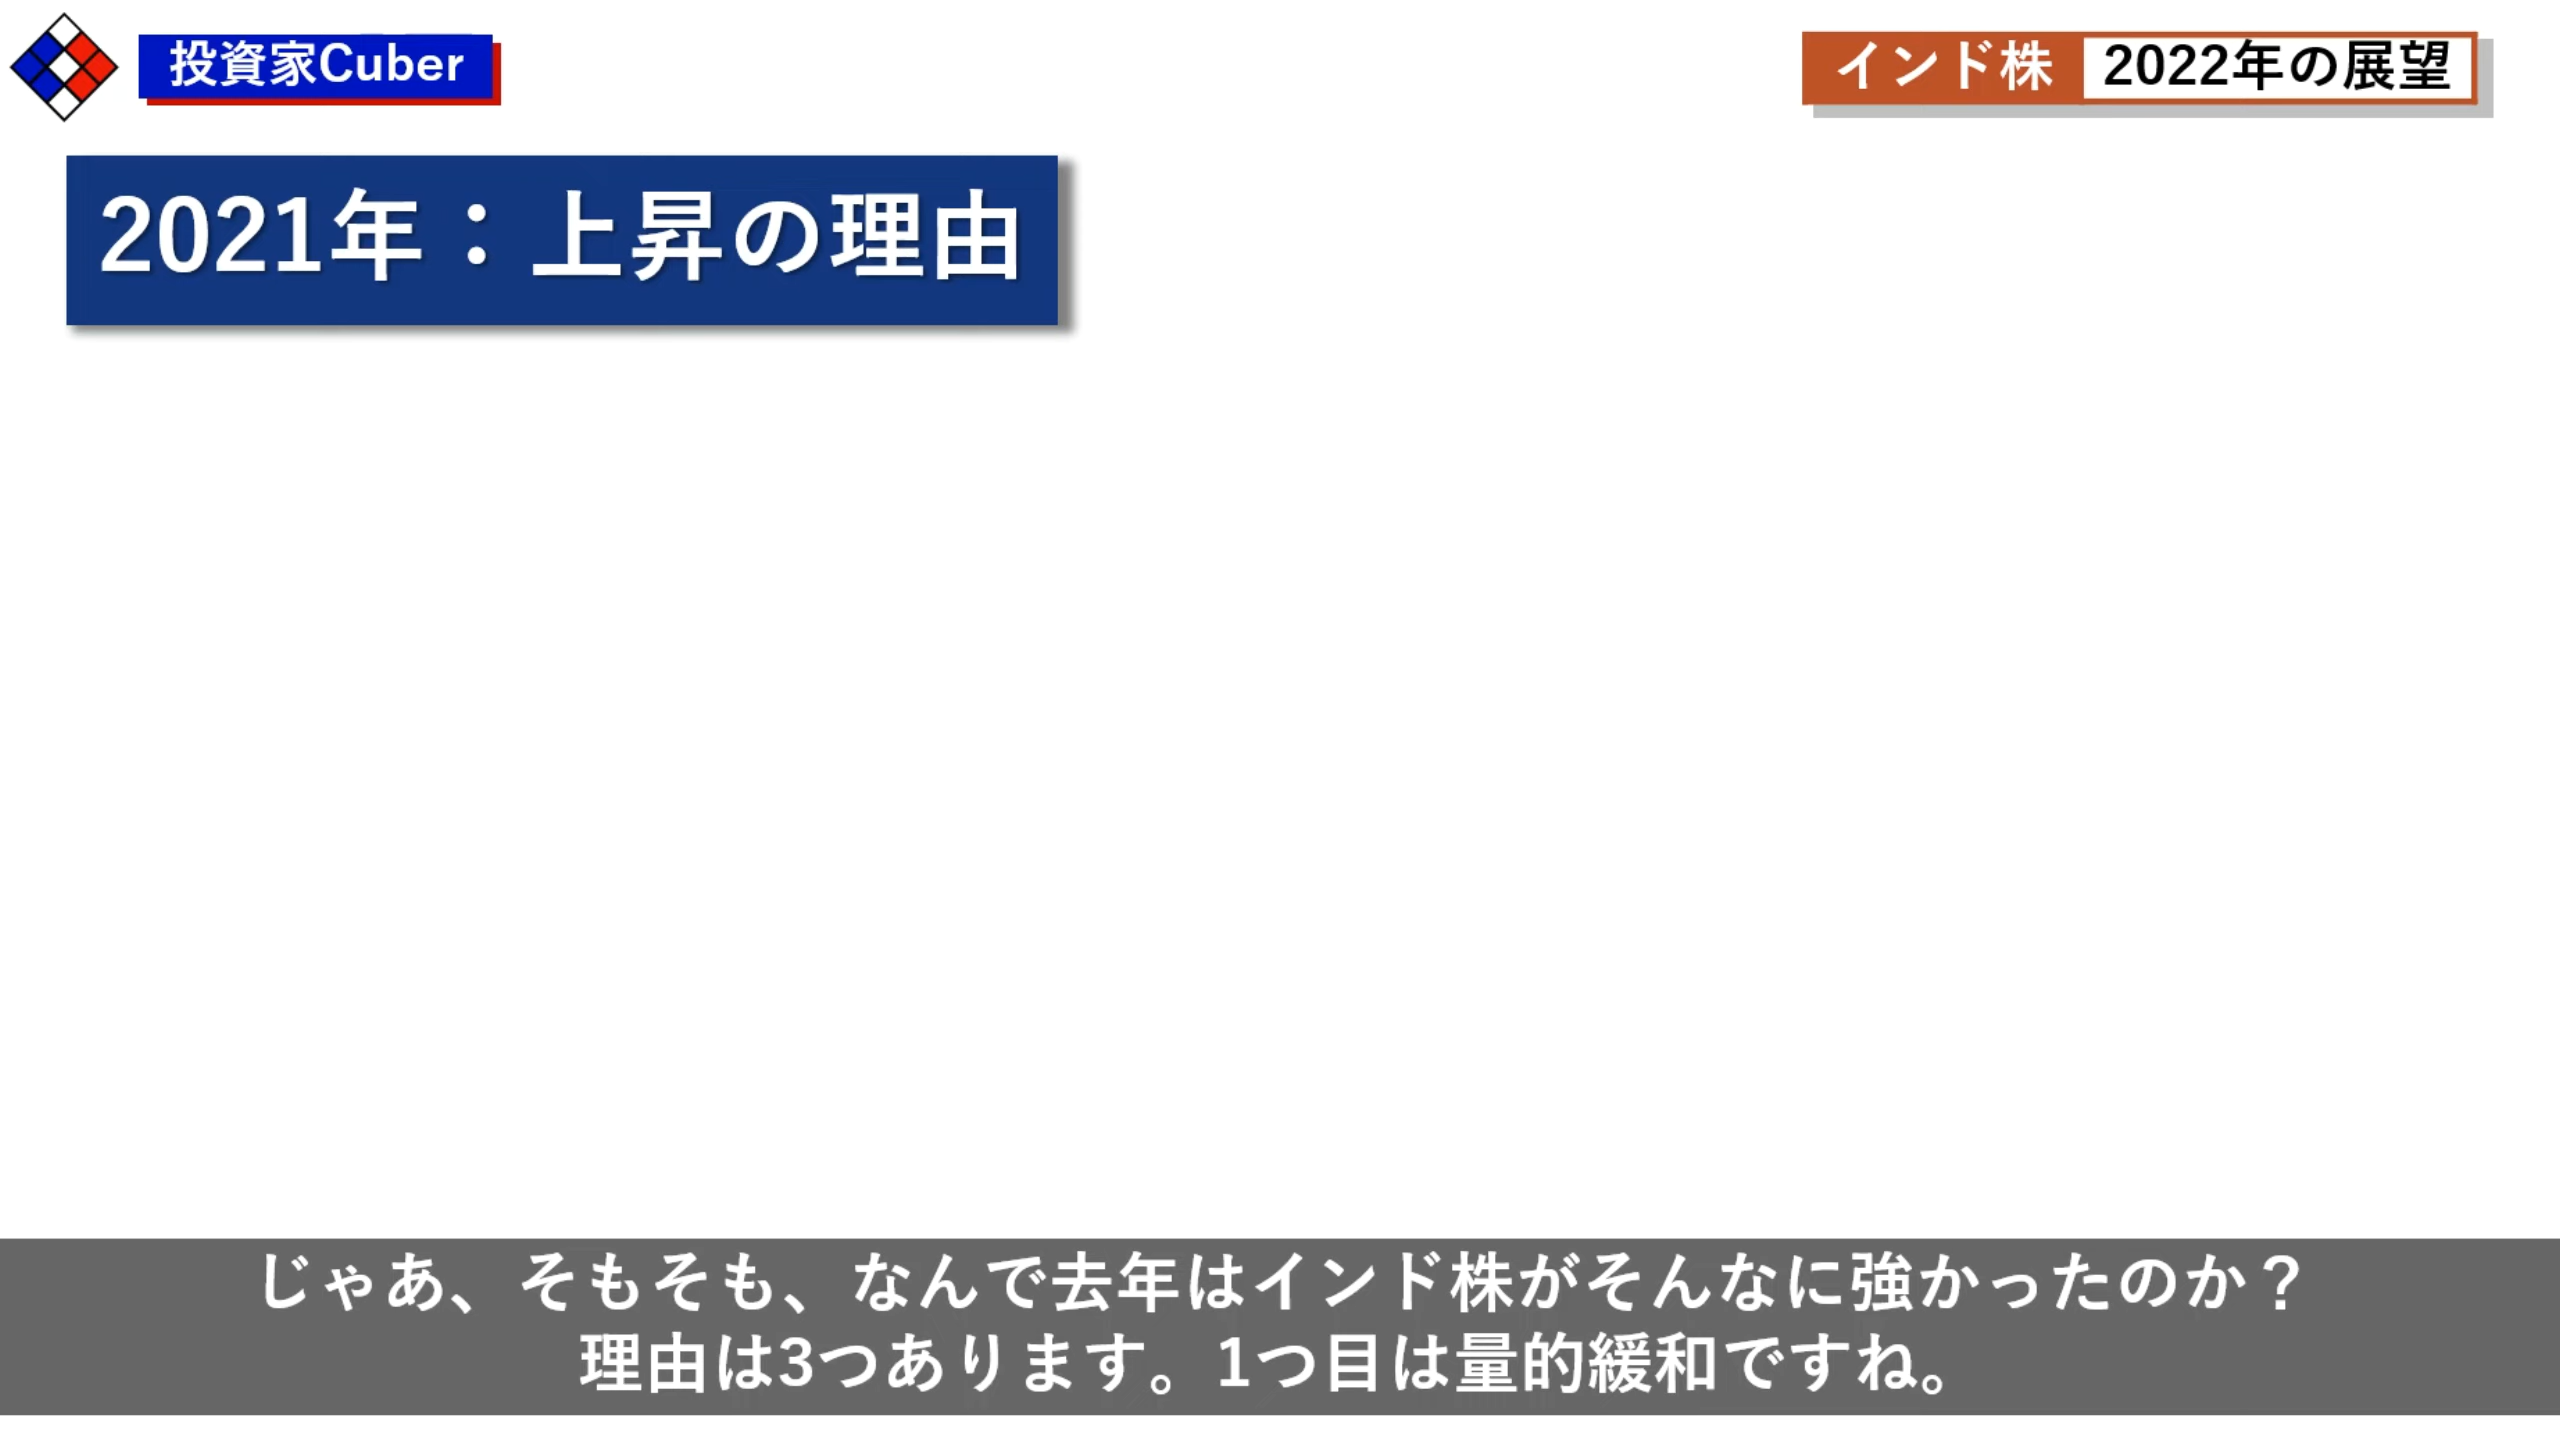 投資家Cuber
インド株 2022年の展望
2021年：上昇の理由
じゃあ、そもそも、なんで去年はインド株がそんなに強かったのか？
理由は3つあります。1つ目は量的緩和ですね。